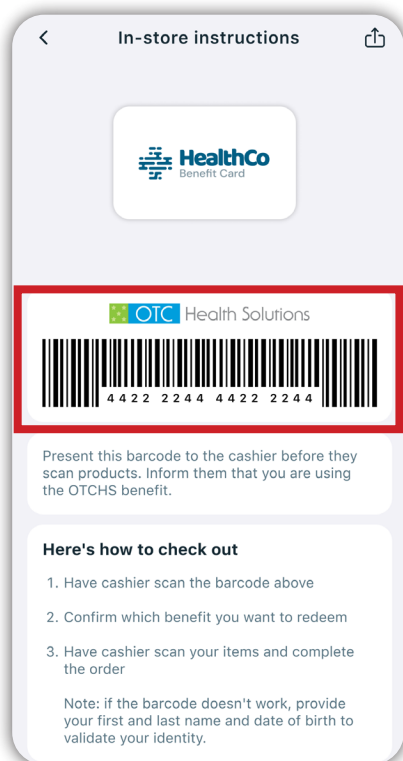 In-store instructions
HealthCo
Benefit Card
OTC Health Solutions
4422 2244 4422 2244
Present this barcode to the cashier before they
scan products. Inform them that you are using
the OTCHS benefit.
Here's how to check out
1. Have cashier scan the barcode above
2. Confirm which benefit you want to redeem
3. Have cashier scan your items and complete
the order
Note: if the barcode doesn't work, provide
your first and last name and date of birth to
validate your identity.